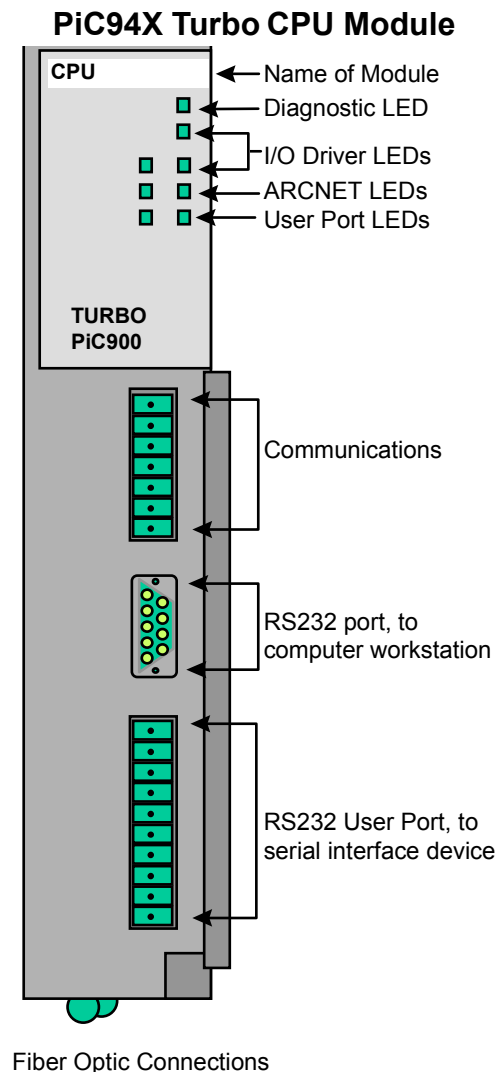 PiC94X Turbo CPU Module
CPU
Name of Module
Diagnostic LED
I/O Driver LEDs
ARCNET LEDs
User Port LEDs
TURBO
PiC900
Communications
RS232 port, to
computer workstation
RS232 User Port, to
serial interface device
Fiber Optic Connections